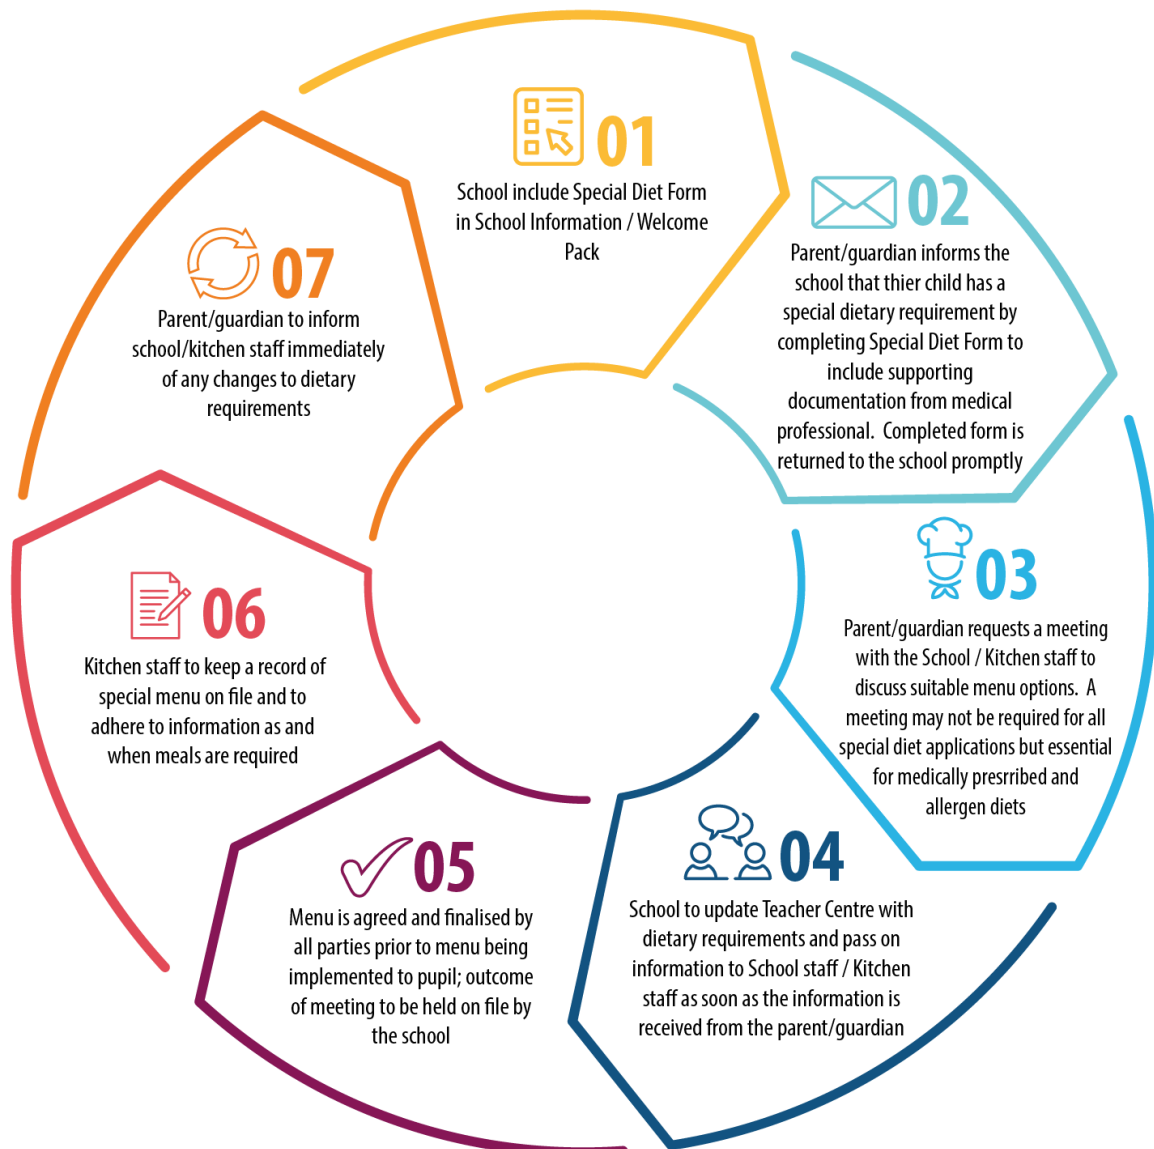 01
School include Special Diet Form
in School Information / Welcome
Pack
02
Parent/guardian informs the
school that thier child has a
special dietary requirement by
completing Special Diet Form to
include supporting
documentation from medical
professional. Completed form is
returned to the school promptly
03
Parent/guardian requests a meeting
with the School / Kitchen staff to
discuss suitable menu options. A
meeting may not be required for all
special diet applications but essential
for medically presrribed and
allergen diets
04
School to update Teacher Centre with
dietary requirements and pass on
information to School staff / Kitchen
staff as soon as the information is
received from the parent/guardian
05
Menu is agreed and finalised by
all parties prior to menu being
implemented to pupil; outcome
of meeting to be held on file by
the school
06
Kitchen staff to keep a record of
special menu on file and to
adhere to information as and
when meals are required
07
Parent/guardian to inform
school/kitchen staff immediately
of any changes to dietary
requirements